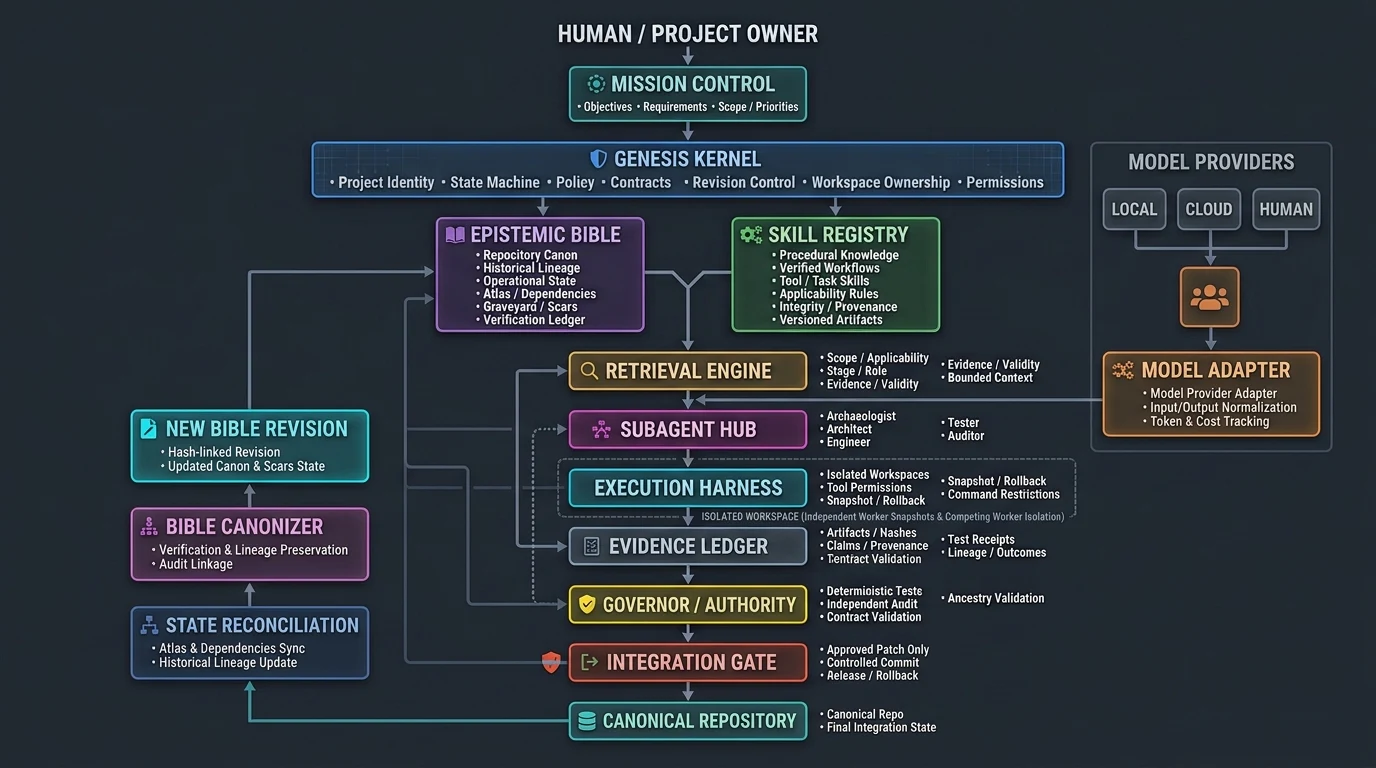 HUMAN / PROJECT OWNER
MISSION CONTROL
• Objectives • Requirements • Scope / Priorities
GENESIS KERNEL
• Project Identity • State Machine • Policy • Contracts • Revision Control • Workspace Ownership • Permissions
MODEL PROVIDERS
LOCAL
CLOUD
HUMAN
EPISTEMIC BIBLE
• Repocitory Canon
• Historical Lineage
• Operational State
• Atlas / Dependencies
• Graveyard / Scars
• Verification Ledger
SKILL REGISTRY
• Procedural Knowledge
• Verified Workflows
• Tool / Task Skills
• Applicability Rules
• Integrity / Provenance
• Versioned Artifacts
RETRIEVAL ENGINE
• Scope / Applicability
• Stage / Role
• Evidence / Validity
• Evidence / Validity
• Bounded Context
MODEL ADAPTER
• Model Provider Adapter
• Input/Output Normalization
• Token & Cost Tracking
SUBAGENT HUB
• Archaeologist
• Architect
• Engineer
• Tester
• Auditor
NEW BIBLE REVISION
• Hash-linked Revision
• Updated Canon & Scars State
EXECUTION HARNESS
• Isolated Workspaces
• Tool Permissions
• Snapshot / Rollback
• Snapshot / Rollback
• Command Restrictions
ISOLATED WORKSPACE (Independent Worker Snapshots & Competing Worker Isolation)
BIBLE CANONIZER
• Verification & Lineage Preservation
• Audit Linkage
EVIDENCE LEDGER
• Artifacts / Nashes
• Claims / Provenance
• Tentract Validation
• Test Receipts
• Lineage / Outcomes
GOVERNOR / AUTHORITY
• Deterministic Tests
• Independent Audit
• Contract Validation
• Ancestry Validation
STATE RECONCILIATION
• Atlas & Dependencies Sync
• Historical Lineage Update
INTEGRATION GATE
• Approved Patch Only
• Controlled Commit
• Aelease / Rollback
CANONICAL REPOSITORY
• Canonical Repo
• Final Integration State